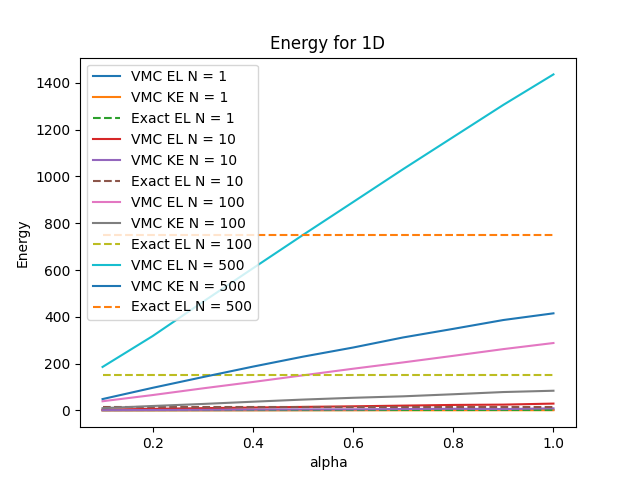 Energy for 1D
1400
1200
1000
800
600
400
200
0
Energy
VMC EL N = 1
VMC KE N = 1
Exact EL N = 1
VMC EL N = 10
VMC KE N = 10
Exact EL N = 10
VMC EL N = 100
VMC KE N = 100
Exact EL N = 100
VMC EL N = 500
VMC KE N = 500
Exact EL N = 500
0.2 0.4 0.6 0.8 1.0
alpha